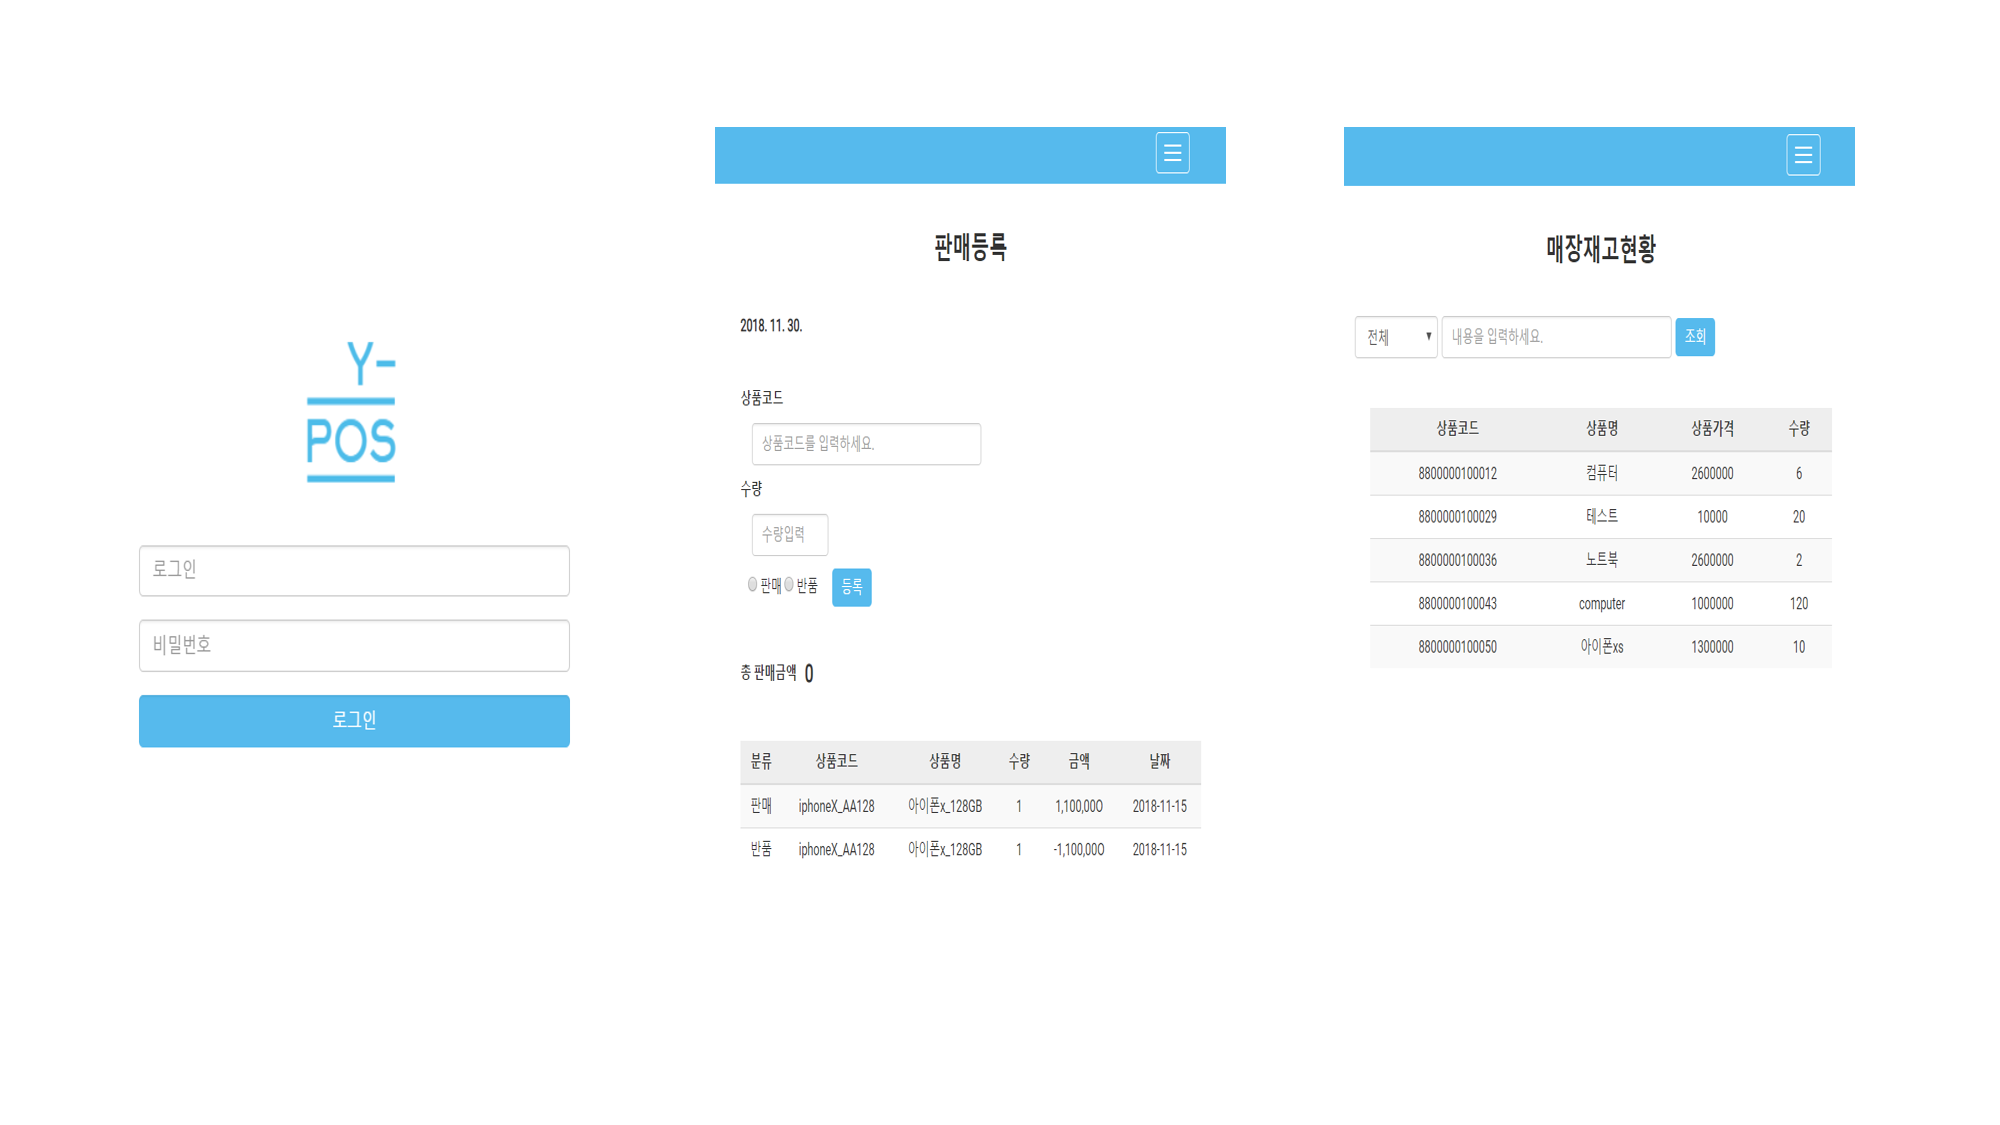 Y-
POS
로그인
비밀번호
로그인
판매등록
2018. 11. 30.
상품코드
상품코드를 입력하세요.
수량
수량입력
판매 반품 등록
총 판매금액 0
분류 상품코드 상품명 수량 금액 날짜
판매 iphoneX_AA128 아이폰x_128GB 1 1,100,000 2018-11-15
반품 iphoneX_AA128 아이폰x_128GB 1 -1,100,000 2018-11-15
매장재고현황
전체 내용을 입력하세요. 조회
상품코드 상품명 상품가격 수량
8800000100012 컴퓨터 2600000 6
8800000100029 테스트 10000 20
8800000100036 노트북 2600000 2
8800000100043 computer 1000000 120
8800000100050 아이폰xs 1300000 10